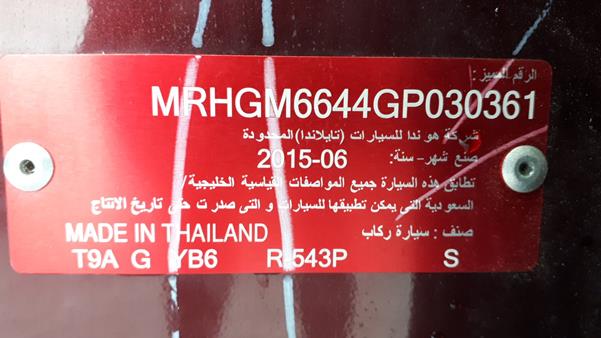 الرقم المميز :
MRHGM6644GP030361
شركة هوندا للسيارات (تايلاندا) المحدودة
صنع شهر- سنة: 2015-06
تطابق هذه السيارة جميع المواصفات القياسية الخليجية/
السعودية التى يمكن تطبيقها للسيارات و التى صدرت حتى تاريخ الانتاج
صنف : سيارة ركاب
MADE IN THAILAND
T9A G YB6 R-543P S